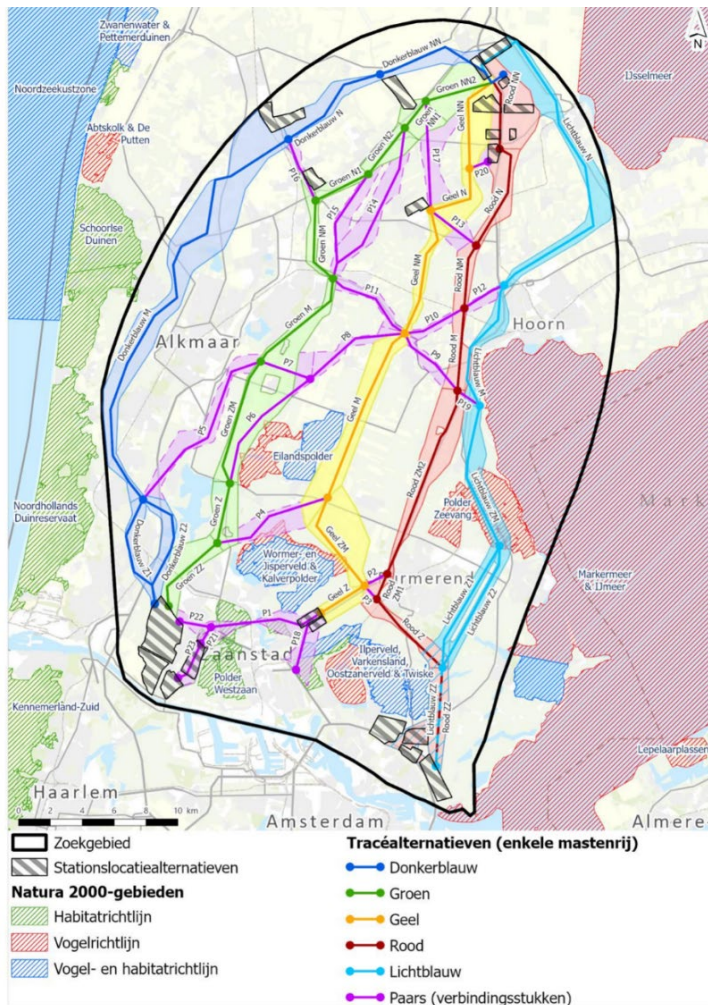 Zwanenwater &
Pettemerduinen
Noordzeekustzone
Abtskolk & De
Putten
Schoorlse
Duinen
Noordhollands
Duinreservaat
Kennemerland-Zuid
Haarlem
Amsterdam
Almere
Lepelaarplassen
IJsselmeer
N
Mark
Markermeer
& IJmeer
Hoorn
Alkmaar
Eilandspolder
Polder
Zeevang
Wormer- en
Jisperveld &
Kalverpolder
rmeren
Zaanstad
Polder
Westzaan
Ilperveld,
Varkensland,
Oostzanerveld & Twiske
Donkerblauw NN
Donkerblauw N
Donkerblauw M
Donkerblauw Z1
Donkerblauw Z2
Groen NN2
Groen NN1
Groen N2
Groen N1
Groen NM
Groen M
Groen ZM
Groen Z
Groen ZZ
Geel NN
Geel N
Geel NM
Geel M
Geel ZM
Geel Z
Rood NN
Rood N
Rood NM
Rood M
Rood ZM2
Rood ZM1
Rood Z
Rood ZZ
Lichtblauw N
Lichtblauw M
Lichtblauw ZM
Lichtblauw Z1
Lichtblauw Z2
Lichtblauw ZZ
P16
P15
P14
P17
P20
P13
P11
P10
P12
P8
P9
P7
P19
P5
P6
P4
P2
P1
P22
P21
P23
P18
0 2 4 6 8 10 km
Zoekgebied
Stationslocatiealternatieven
Natura 2000-gebieden
Habitatrichtlijn
Vogelrichtlijn
Vogel- en habitatrichtlijn
Tracéalternatieven (enkele mastenrij)
Donkerblauw
Groen
Geel
Rood
Lichtblauw
Paars (verbindingsstukken)